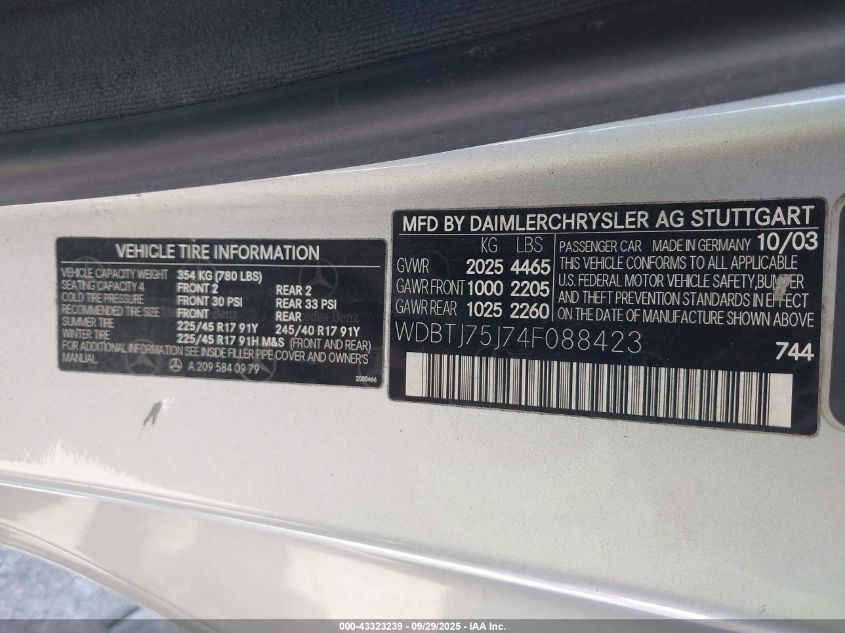 VEHICLE TIRE INFORMATION
VEHICLE CAPACITY WEIGHT 354 KG (780 LBS)
SEATING CAPACITY 4 FRONT 2 REAR 2
COLD TIRE PRESSURE FRONT 30 PSI REAR 33 PSI
RECOMMENDED TIRE SIZE FRONT REAR
SUMMER TIRE 225/45 R17 91Y 245/40 R17 91Y
WINTER TIRE 225/45 R17 91H M&S (FRONT AND REAR)
FOR ADDITIONAL INFORMATION SEE INSIDE FILLER PIPE COVER AND OWNER'S
MANUAL
A 209 584 09 79
2088466
MFD BY DAIMLERCHRYSLER AG STUTTGART
KG LBS
GVWR 2025 4465
GAWR FRONT 1000 2205
GAWR REAR 1025 2260
PASSENGER CAR MADE IN GERMANY 10/03
THIS VEHICLE CONFORMS TO ALL APPLICABLE
U.S. FEDERAL MOTOR VEHICLE SAFETY, BUMPER
AND THEFT PREVENTION STANDARDS IN EFFECT
ON THE DATE OF MANUFACTURE SHOWN ABOVE
WDBTJ75J74F088423
744
000-43323239 - 09/29/2025 - IAA Inc.